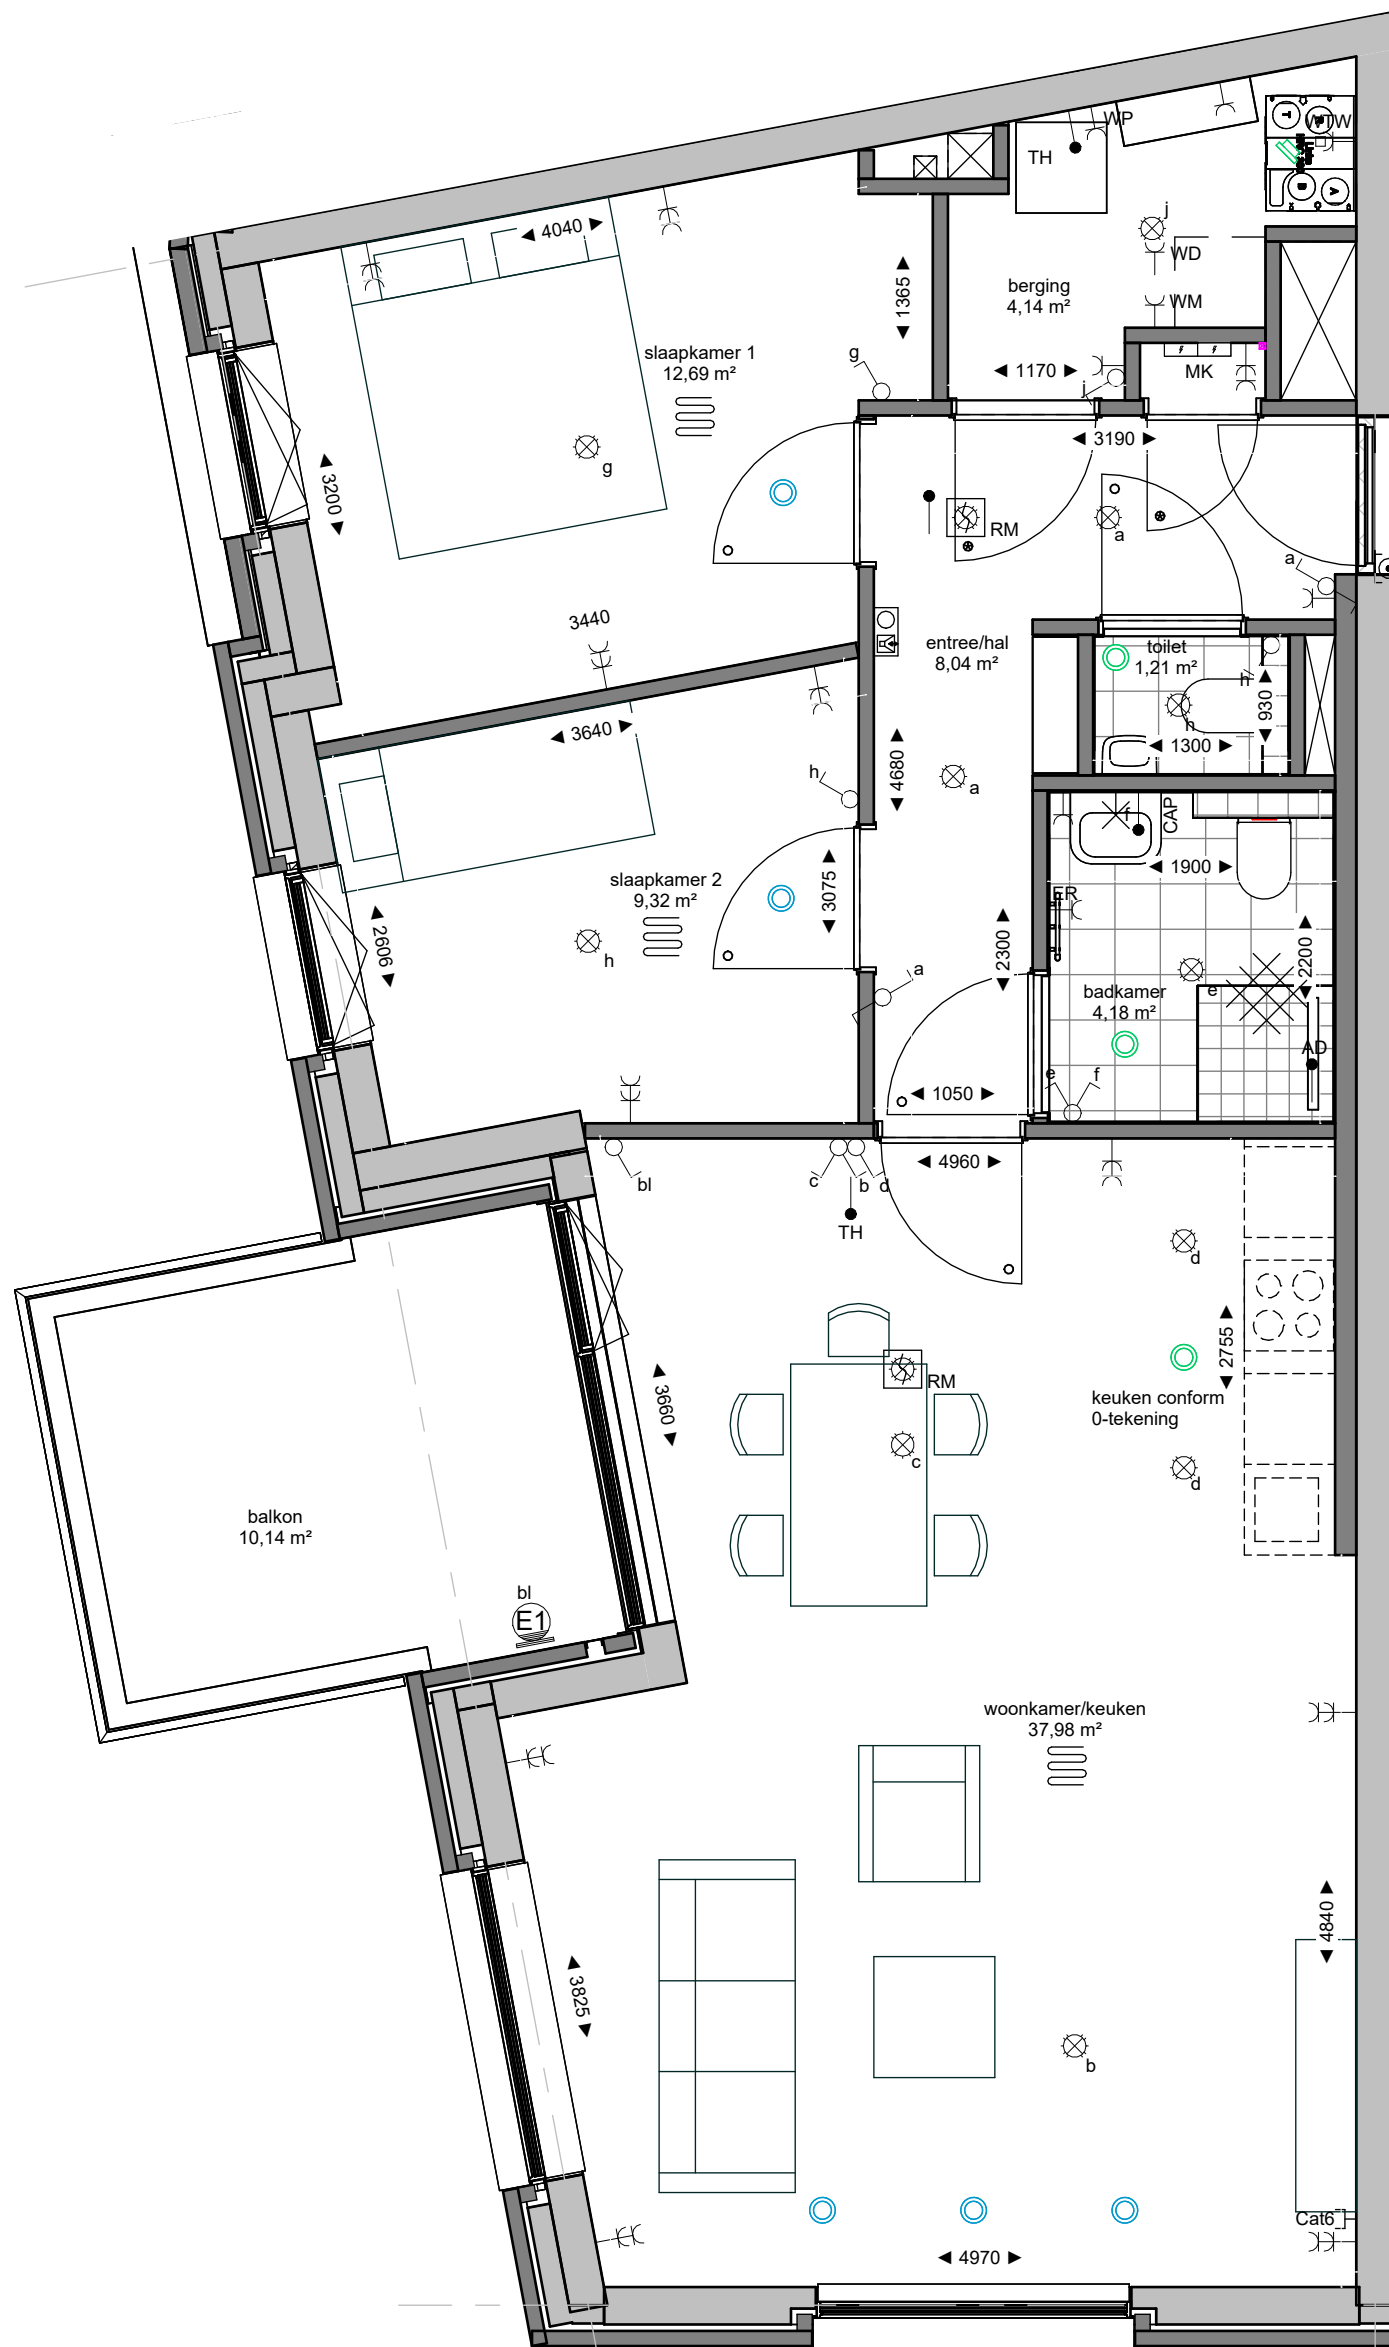 WP
WTW
TH
4040
j
WD
WM
berging
4,14 m²
1365
slaapkamer 1
12,69 m²
g
1170
j
MK
3190
g
3200
RM
a
a
3440
entree/hal
8,04 m²
toilet
1,21 m²
h
930
h
1300
3640
4680
h
a
f
CAP
1900
slaapkamer 2
9,32 m²
3075
ER
2606
h
2300
2200
a
badkamer
4,18 m²
e
AD
e
f
1050
4960
bl
c
b
d
TH
d
2755
3660
RM
keuken conform
0-tekening
c
d
balkon
10,14 m²
bl
E1
woonkamer/keuken
37,98 m²
4840
3825
b
Cat6
4970